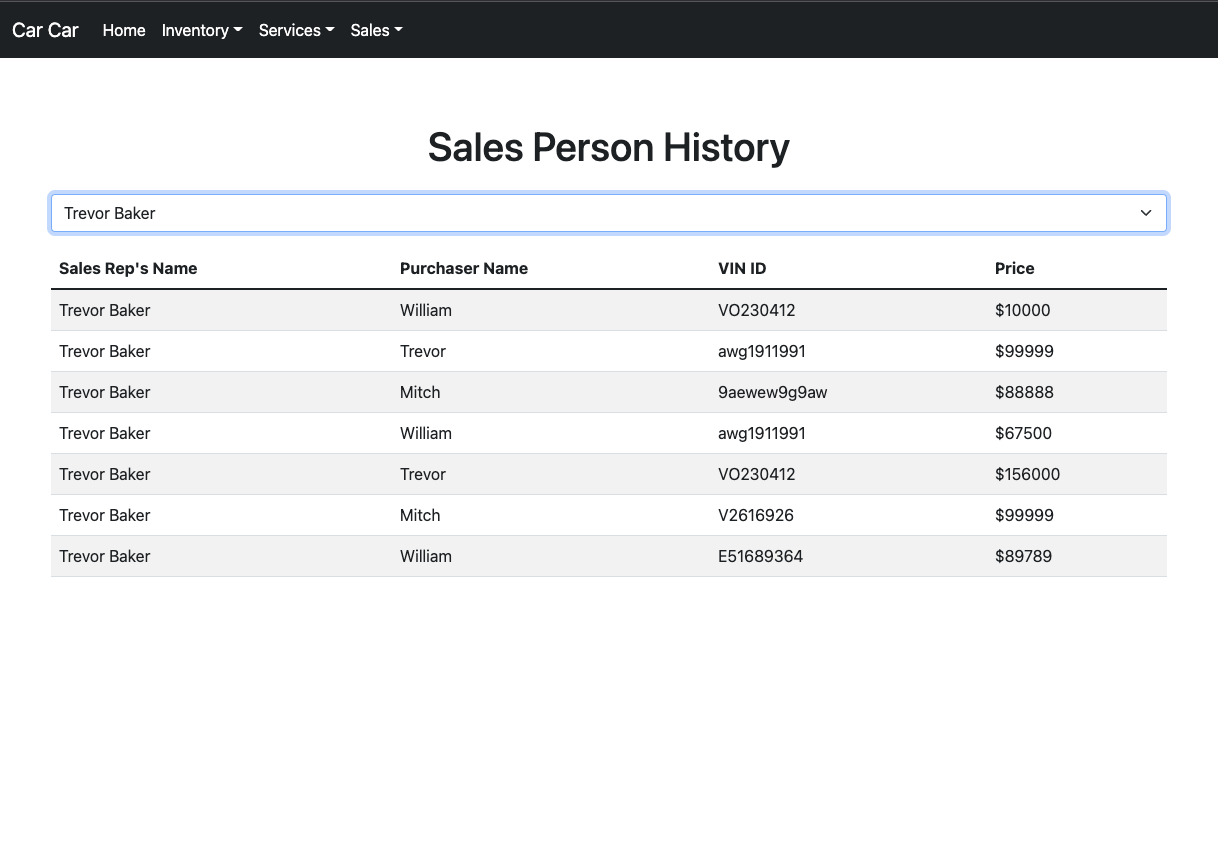 Car Car Home Inventory Services Sales
Sales Person History
Trevor Baker
Sales Rep's Name Purchaser Name VIN ID Price
Trevor Baker William VO230412 $10000
Trevor Baker Trevor awg1911991 $99999
Trevor Baker Mitch 9aewew9g9aw $88888
Trevor Baker William awg1911991 $67500
Trevor Baker Trevor VO230412 $156000
Trevor Baker Mitch V2616926 $99999
Trevor Baker William E51689364 $89789